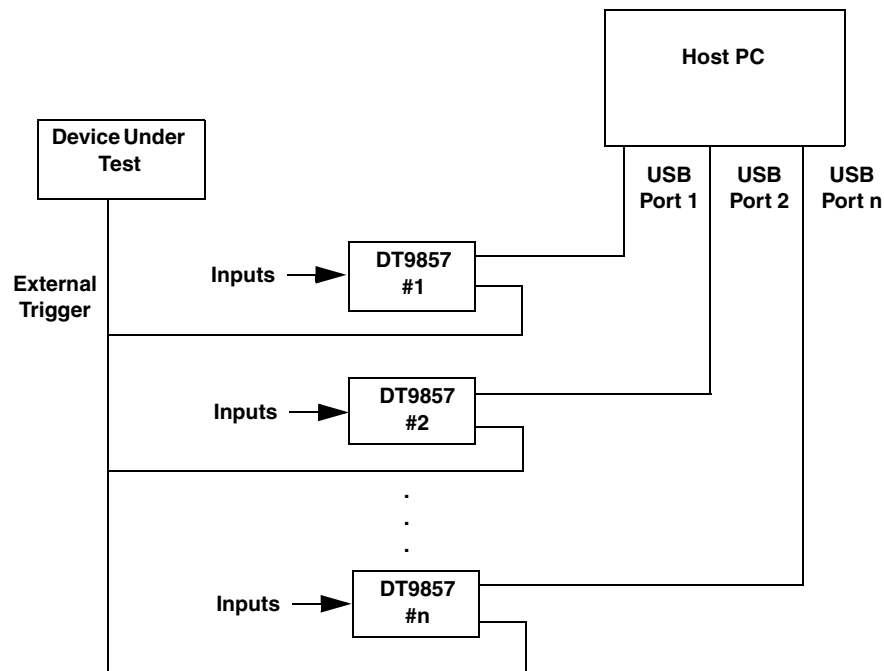 Host PC
Device Under
Test
USB
Port 1
USB
Port 2
USB
Port n
External
Trigger
Inputs
DT9857
#1
Inputs
DT9857
#2
.
.
.
Inputs
DT9857
#n